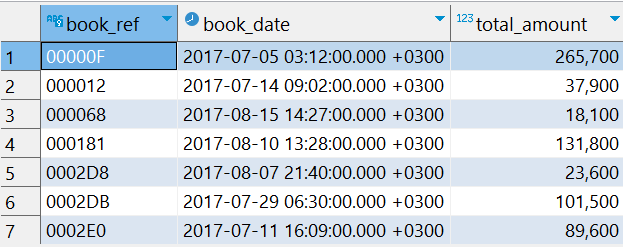 ABC book_ref book_date 123 total_amount
1 00000F 2017-07-05 03:12:00.000 +0300 265,700
2 000012 2017-07-14 09:02:00.000 +0300 37,900
3 000068 2017-08-15 14:27:00.000 +0300 18,100
4 000181 2017-08-10 13:28:00.000 +0300 131,800
5 0002D8 2017-08-07 21:40:00.000 +0300 23,600
6 0002DB 2017-07-29 06:30:00.000 +0300 101,500
7 0002E0 2017-07-11 16:09:00.000 +0300 89,600